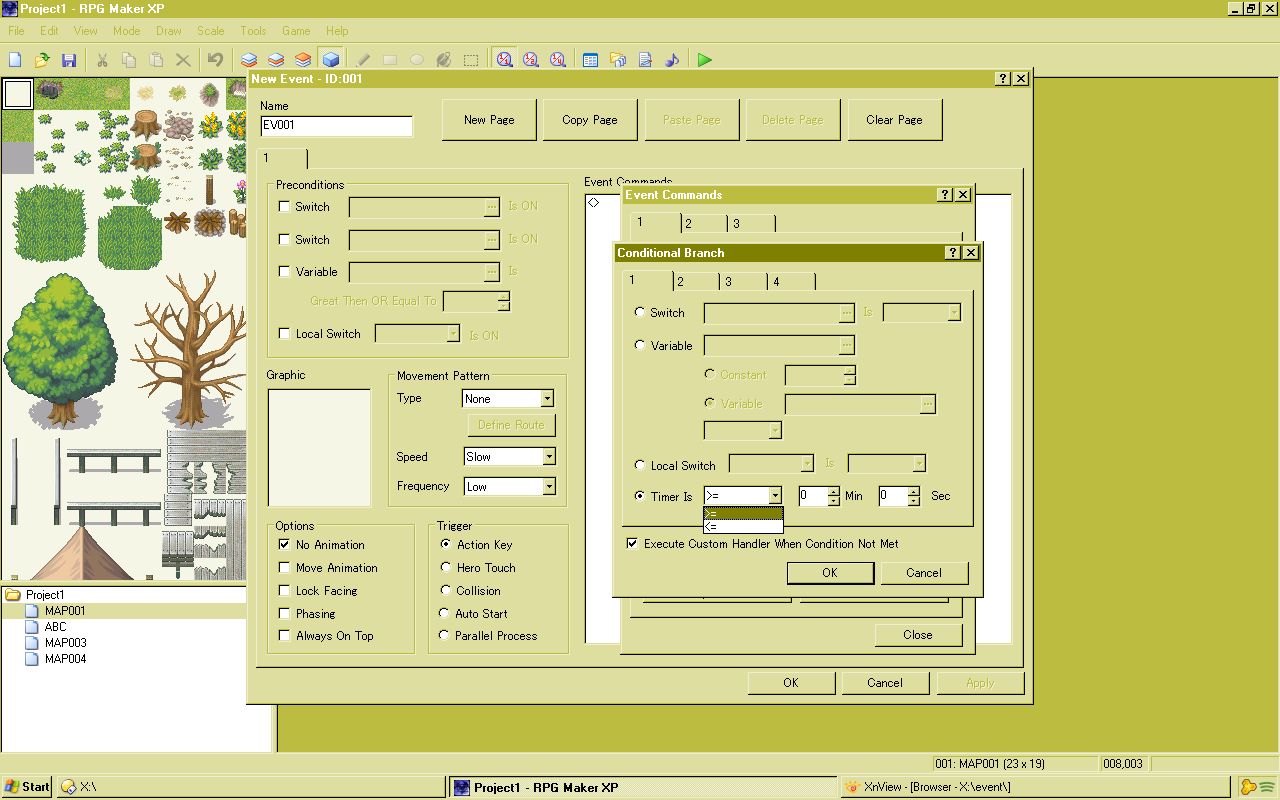 Project1 - RPG Maker XP
File Edit View Mode Draw Scale Tools Game Help
New Event - ID:001
Name
EV001
New Page Copy Page Paste Page Delete Page Clear Page
1
Preconditions
Switch Is ON
Switch Is ON
Variable Is
Great Then OR Equal To
Local Switch Is ON
Graphic
Movement Pattern
Type None
Define Route
Speed Slow
Frequency Low
Options
No Animation
Move Animation
Lock Facing
Phasing
Always On Top
Trigger
Action Key
Hero Touch
Collision
Auto Start
Parallel Process
Event Commands
<>
Event Commands
1 2 3
Conditional Branch
1 2 3 4
Switch Is
Variable
Constant
Variable
Local Switch Is
Timer Is >= 0 Min 0 Sec
>=
<=
Execute Custom Handler When Condition Not Met
OK Cancel
Close
OK Cancel Apply
Project1
MAP001
ABC
MAP003
MAP004
001: MAP001 (23 x 19) 008,003
Start X:\ Project1 - RPG Maker XP XnView - [Browser - X:\event\]